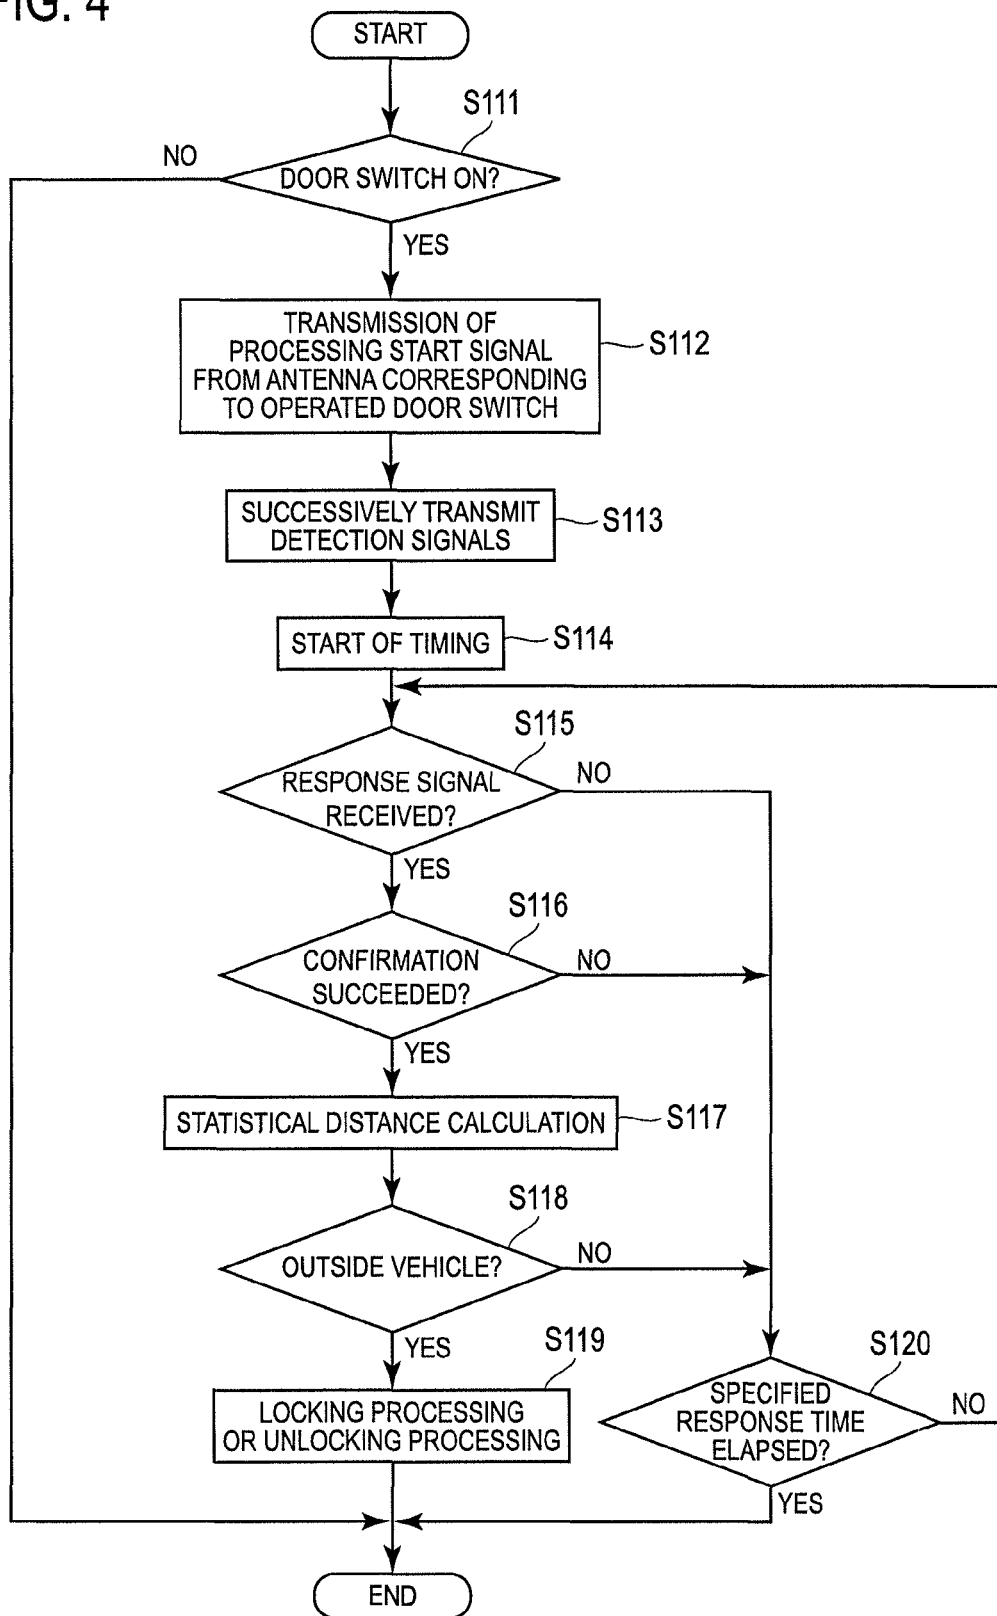 FIG. 4
START
S111
NO
DOOR SWITCH ON?
YES
TRANSMISSION OF
PROCESSING START SIGNAL
FROM ANTENNA CORRESPONDING
TO OPERATED DOOR SWITCH
S112
SUCCESSIVELY TRANSMIT
DETECTION SIGNALS
S113
START OF TIMING
S114
S115
RESPONSE SIGNAL
RECEIVED?
NO
YES
S116
CONFIRMATION
SUCCEEDED?
NO
YES
STATISTICAL DISTANCE CALCULATION
S117
S118
OUTSIDE VEHICLE?
NO
YES
S119
LOCKING PROCESSING
OR UNLOCKING PROCESSING
S120
SPECIFIED
RESPONSE TIME
ELAPSED?
NO
YES
END